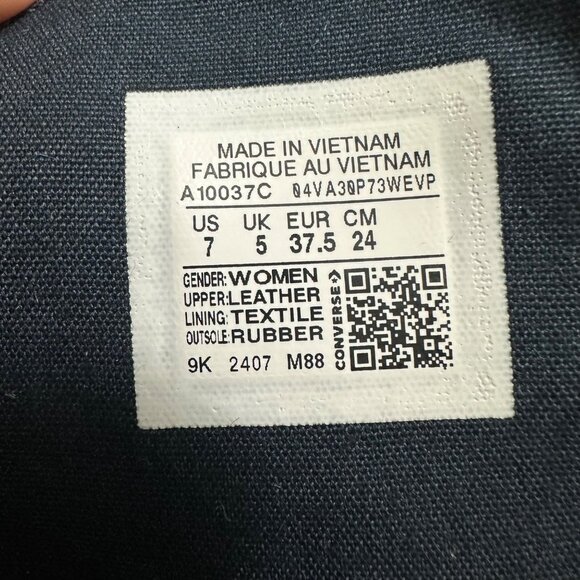 MADE IN VIETNAM
FABRIQUE AU VIETNAM
A10037C 04VA30P73WEVP
US UK EUR CM
7 5 37.5 24
GENDER: WOMEN
UPPER: LEATHER
LINING: TEXTILE
OUTSOLE: RUBBER
CONVERSE
9K 2407 M88